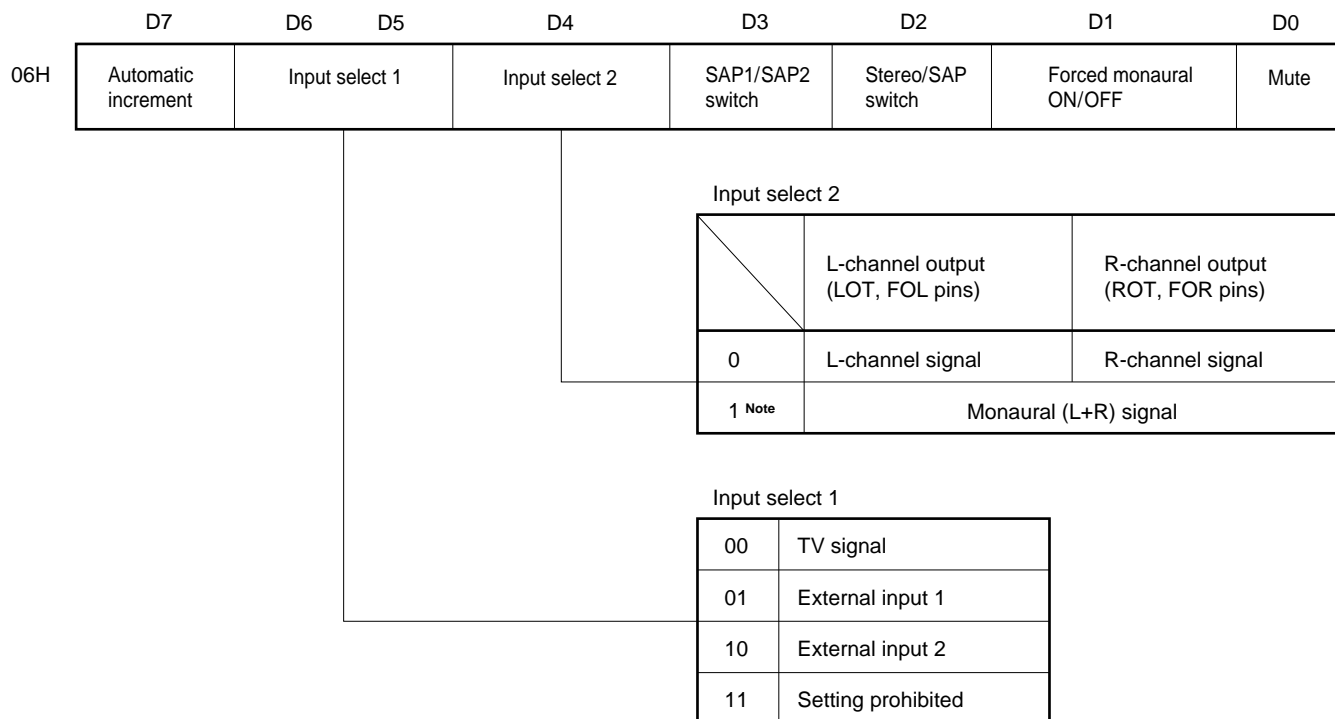 D7 D6 D5 D4 D3 D2 D1 D0
06H
Automatic
increment
Input select 1
Input select 2
SAP1/SAP2
switch
Stereo/SAP
switch
Forced monaural
ON/OFF
Mute
Input select 2
L-channel output
(LOT, FOL pins)
R-channel output
(ROT, FOR pins)
0 L-channel signal R-channel signal
1 Note Monaural (L+R) signal
Input select 1
00 TV signal
01 External input 1
10 External input 2
11 Setting prohibited